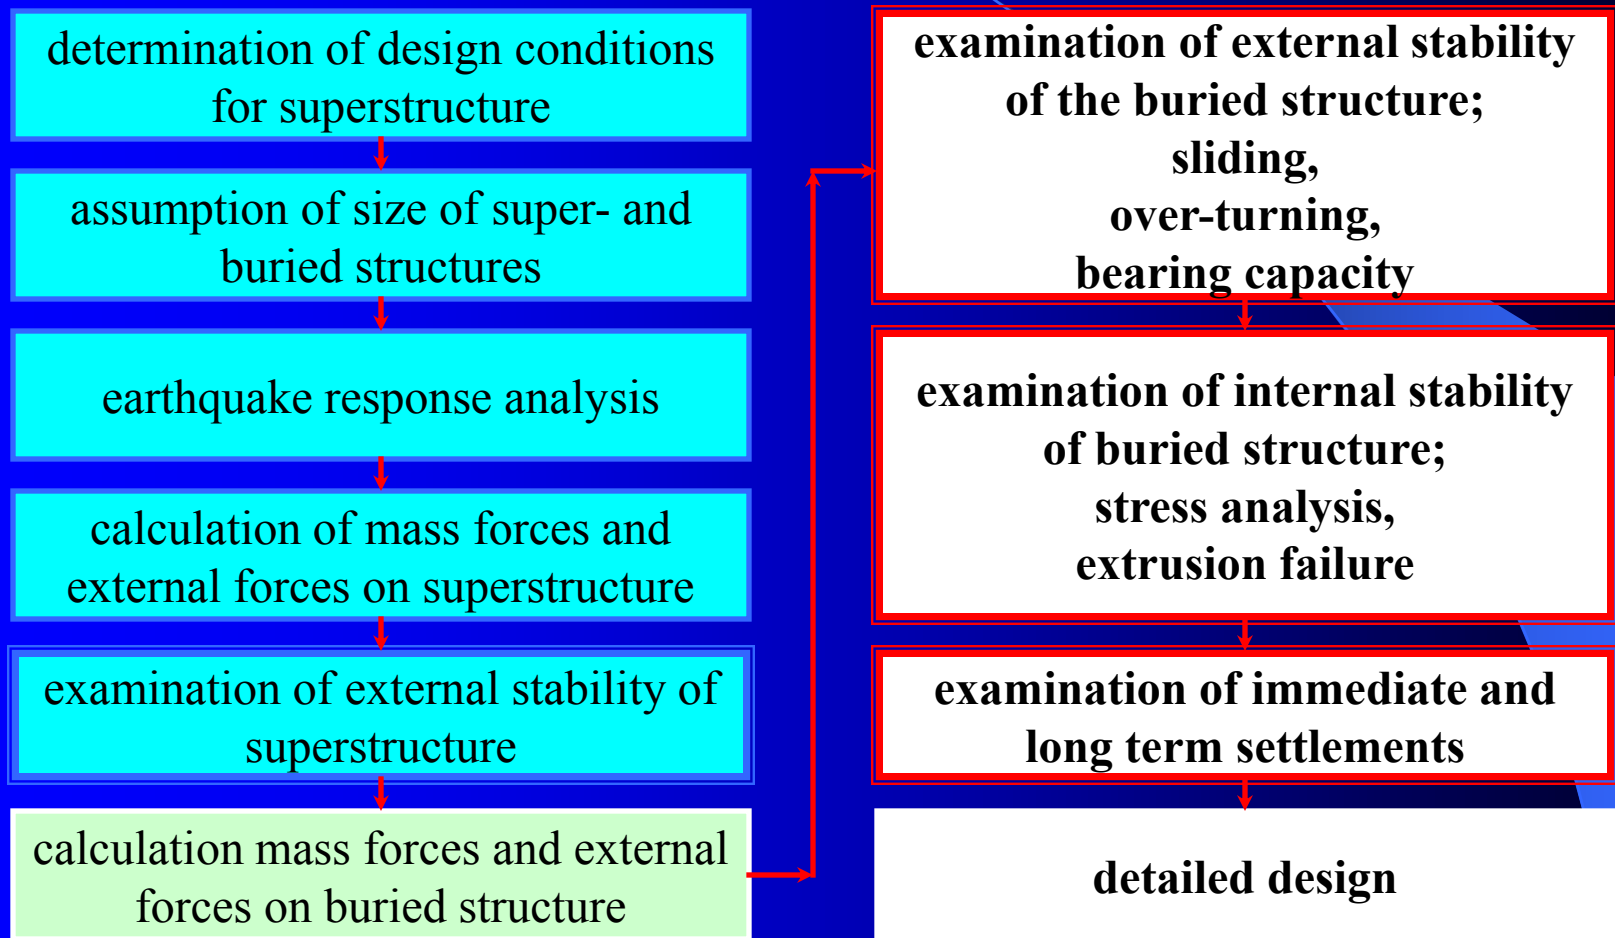 determination of design conditions
for superstructure
assumption of size of super- and
buried structures
earthquake response analysis
calculation of mass forces and
external forces on superstructure
examination of external stability of
superstructure
calculation mass forces and external
forces on buried structure
examination of external stability
of the buried structure;
sliding,
over-turning,
bearing capacity
examination of internal stability
of buried structure;
stress analysis,
extrusion failure
examination of immediate and
long term settlements
detailed design